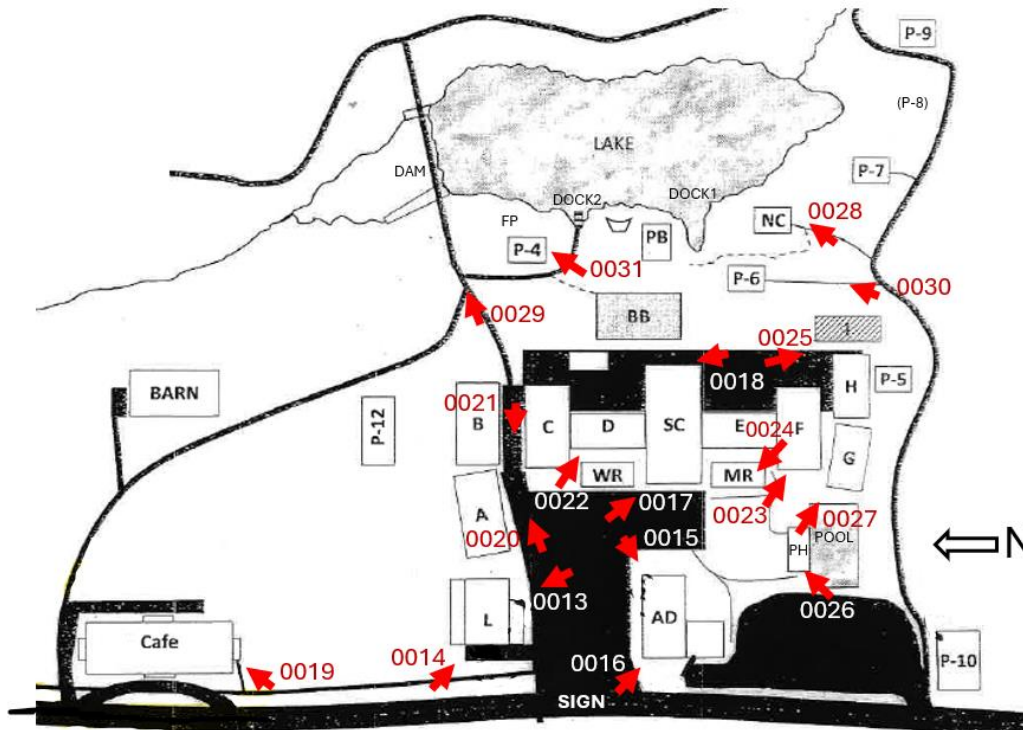 P-9
(P-8)
LAKE
DAM
P-7
DOCK1
DOCK2
FP
NC
0028
PB
P-4
0031
P-6
0030
0029
BB
I
0025
0018
BARN
H
P-5
0021
B
C
D
SC
E
F
0024
P-12
G
WR
MR
0022
0017
0023
0027
A
0020
0015
PH
POOL
N
0013
0026
L
AD
Cafe
0014
0016
0019
P-10
SIGN